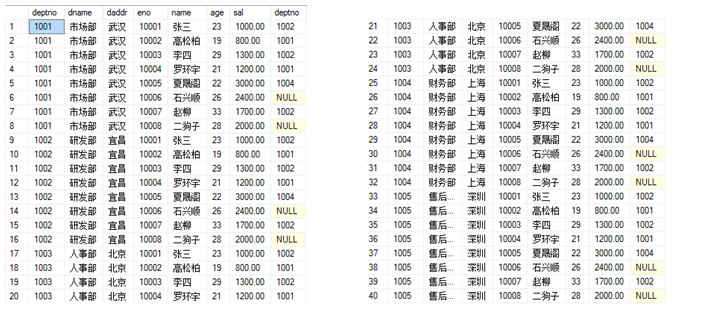 deptno dname daddr eno name age sal deptno
1 1001 市场部 武汉 10001 张三 23 1000.00 1002
2 1001 市场部 武汉 10002 高松柏 19 800.00 1001
3 1001 市场部 武汉 10003 李四 29 1300.00 1002
4 1001 市场部 武汉 10004 罗环宇 21 1200.00 1001
5 1001 市场部 武汉 10005 夏晟阁 22 3000.00 1004
6 1001 市场部 武汉 10006 石兴顺 26 2400.00 NULL
7 1001 市场部 武汉 10007 赵柳 33 1700.00 1002
8 1001 市场部 武汉 10008 二狗子 28 2000.00 NULL
9 1002 研发部 宜昌 10001 张三 23 1000.00 1002
10 1002 研发部 宜昌 10002 高松柏 19 800.00 1001
11 1002 研发部 宜昌 10003 李四 29 1300.00 1002
12 1002 研发部 宜昌 10004 罗环宇 21 1200.00 1001
13 1002 研发部 宜昌 10005 夏晟阁 22 3000.00 1004
14 1002 研发部 宜昌 10006 石兴顺 26 2400.00 NULL
15 1002 研发部 宜昌 10007 赵柳 33 1700.00 1002
16 1002 研发部 宜昌 10008 二狗子 28 2000.00 NULL
17 1003 人事部 北京 10001 张三 23 1000.00 1002
18 1003 人事部 北京 10002 高松柏 19 800.00 1001
19 1003 人事部 北京 10003 李四 29 1300.00 1002
20 1003 人事部 北京 10004 罗环宇 21 1200.00 1001
21 1003 人事部 北京 10005 夏晟阁 22 3000.00 1004
22 1003 人事部 北京 10006 石兴顺 26 2400.00 NULL
23 1003 人事部 北京 10007 赵柳 33 1700.00 1002
24 1003 人事部 北京 10008 二狗子 28 2000.00 NULL
25 1004 财务部 上海 10001 张三 23 1000.00 1002
26 1004 财务部 上海 10002 高松柏 19 800.00 1001
27 1004 财务部 上海 10003 李四 29 1300.00 1002
28 1004 财务部 上海 10004 罗环宇 21 1200.00 1001
29 1004 财务部 上海 10005 夏晟阁 22 3000.00 1004
30 1004 财务部 上海 10006 石兴顺 26 2400.00 NULL
31 1004 财务部 上海 10007 赵柳 33 1700.00 1002
32 1004 财务部 上海 10008 二狗子 28 2000.00 NULL
33 1005 售后... 深圳 10001 张三 23 1000.00 1002
34 1005 售后... 深圳 10002 高松柏 19 800.00 1001
35 1005 售后... 深圳 10003 李四 29 1300.00 1002
36 1005 售后... 深圳 10004 罗环宇 21 1200.00 1001
37 1005 售后... 深圳 10005 夏晟阁 22 3000.00 1004
38 1005 售后... 深圳 10006 石兴顺 26 2400.00 NULL
39 1005 售后... 深圳 10007 赵柳 33 1700.00 1002
40 1005 售后... 深圳 10008 二狗子 28 2000.00 NULL